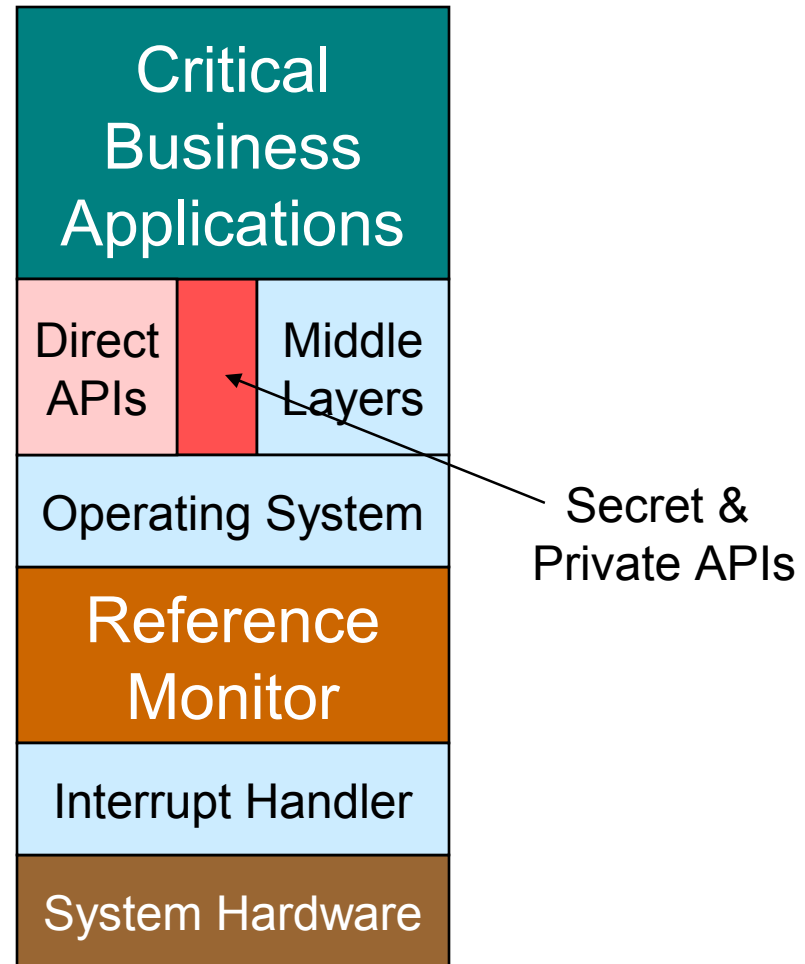 Critical
Business
Applications
Direct
APIs
Middle
Layers
Secret &
Private APIs
Operating System
Reference
Monitor
Interrupt Handler
System Hardware